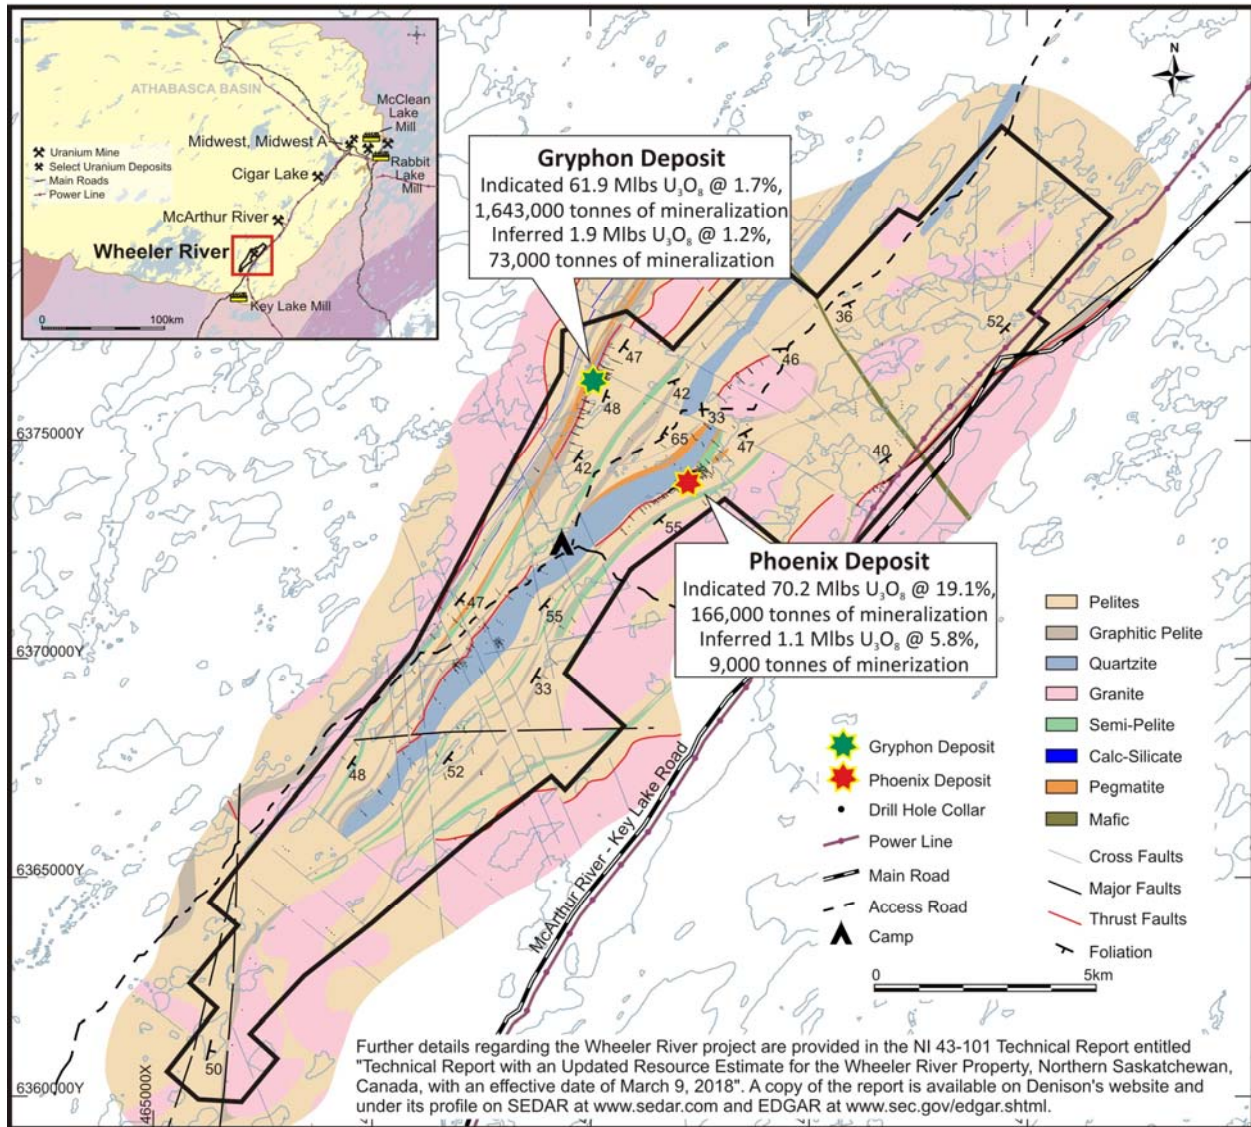 ATHABASCA BASIN
McClean
Lake
Mill
Midwest, Midwest A
Rabbit
Lake
Mill
Cigar Lake
McArthur River
Wheeler River
Key Lake Mill
Uranium Mine
Select Uranium Deposits
Main Roads
Power Line
0 100km
N
Gryphon Deposit
Indicated 61.9 Mlbs U₃O₈ @ 1.7%,
1,643,000 tonnes of mineralization
Inferred 1.9 Mlbs U₃O₈ @ 1.2%,
73,000 tonnes of mineralization
36
52
47
46
42
48
33
65
47
42
40
55
Phoenix Deposit
Indicated 70.2 Mlbs U₃O₈ @ 19.1%,
166,000 tonnes of mineralization
Inferred 1.1 Mlbs U₃O₈ @ 5.8%,
9,000 tonnes of minerization
47
55
33
48
52
50
6375000Y
6370000Y
6365000Y
6360000Y
465000X
McArthur River - Key Lake Road
Gryphon Deposit
Phoenix Deposit
Drill Hole Collar
Power Line
Main Road
Access Road
Camp
Pelites
Graphitic Pelite
Quartzite
Granite
Semi-Pelite
Calc-Silicate
Pegmatite
Mafic
Cross Faults
Major Faults
Thrust Faults
Foliation
0 5km
Further details regarding the Wheeler River project are provided in the NI 43-101 Technical Report entitled
"Technical Report with an Updated Resource Estimate for the Wheeler River Property, Northern Saskatchewan,
Canada, with an effective date of March 9, 2018". A copy of the report is available on Denison's website and
under its profile on SEDAR at www.sedar.com and EDGAR at www.sec.gov/edgar.shtml.